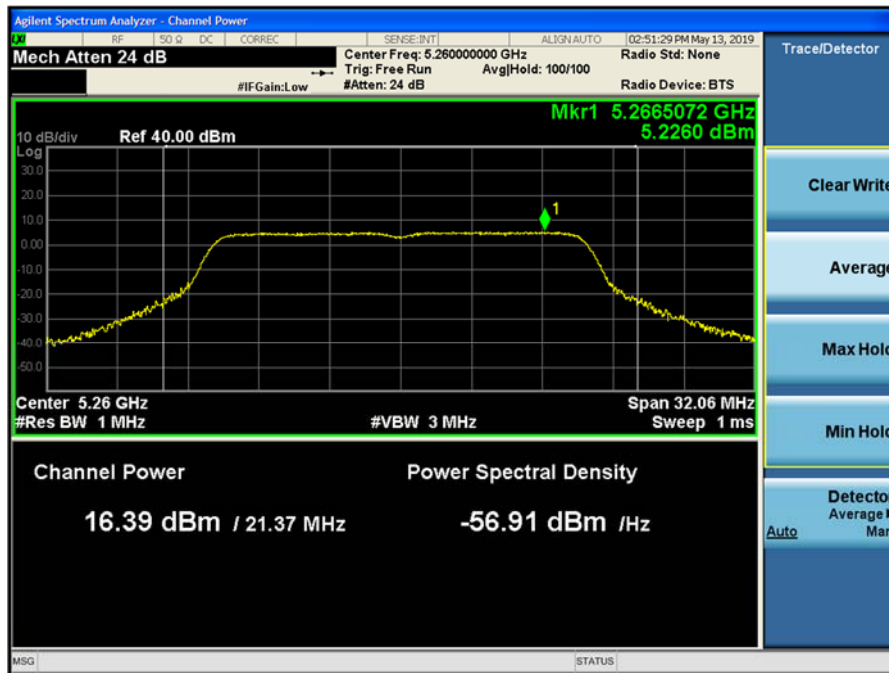 Agilent Spectrum Analyzer - Channel Power
LXI RF 50 Ω DC CORREC SENSE:INT ALIGN AUTO 02:51:29 PM May 13, 2019
Mech Atten 24 dB
Center Freq: 5.260000000 GHz Radio Std: None
Trig: Free Run Avg|Hold: 100/100
#IFGain:Low #Atten: 24 dB Radio Device: BTS
Trace/Detector
Mkr1 5.2665072 GHz
5.2260 dBm
10 dB/div Ref 40.00 dBm
Log
30.0
20.0
10.0
0.00
-10.0
-20.0
-30.0
-40.0
-50.0
1
Center 5.26 GHz Span 32.06 MHz
#Res BW 1 MHz #VBW 3 MHz Sweep 1 ms
Channel Power Power Spectral Density
16.39 dBm / 21.37 MHz -56.91 dBm /Hz
Clear Write
Average
Max Hold
Min Hold
Detecto
Average
Auto Man
MSG STATUS